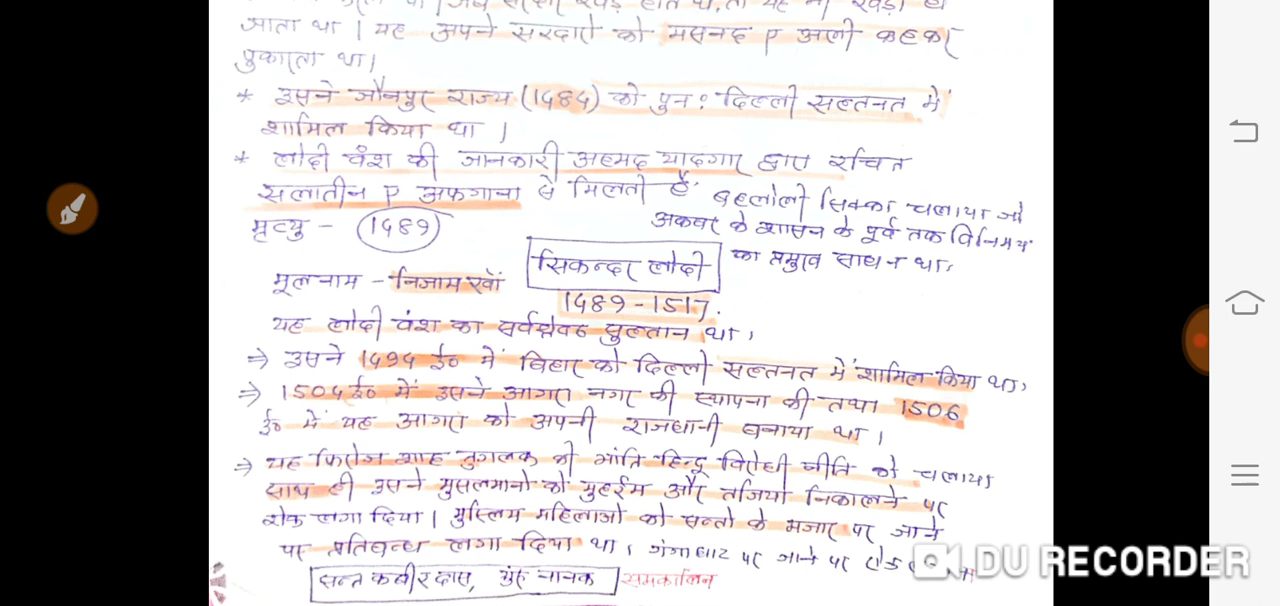 जाता था। यह अपने सरदारो को मसनद ए अली कहकर
पुकारता था।
* इसने जौनपुर राज्य (1484) को पुनः दिल्ली सल्तनत में
शामिल किया था।
* लोदी वंश की जानकारी अहमद यादगार द्वारा रचित
सलातीन ए अफगाना से मिलती है
बहलोली सिक्का चलाया जो
अकबर के शासन के पूर्व तक विनिमय
का प्रमुख साधन था,
मृत्यु - 1489
सिकन्दर लोदी
मूलनाम - निजाम खाँ
1489-1517.
यह लोदी वंश का सर्वश्रेष्ठ सुल्तान था,
⇒ इसने 1494 ई० में बिहार को दिल्ली सल्तनत में शामिल किया था,
⇒ 1504 ई० में उसने आगरा नगर की स्थापना की तथा 1506
ई० में यह आगरा को अपनी राजधानी बनाया था।
⇒ यह फिरोज शाह तुगलक की भांति हिन्दू विरोधी नीति को चलाया
साथ ही उसने मुसलमानो को मुहर्रम और तजिया निकालने पर
रोक लगा दिया। मुस्लिम महिलाओ को सन्तो के मजार पर जाने
पर प्रतिबन्ध लगा दिया था, गंगा घाट पर जाने पर रोक
सन्त कबीर दास, गुरु नानक समकालिन
DU RECORDER